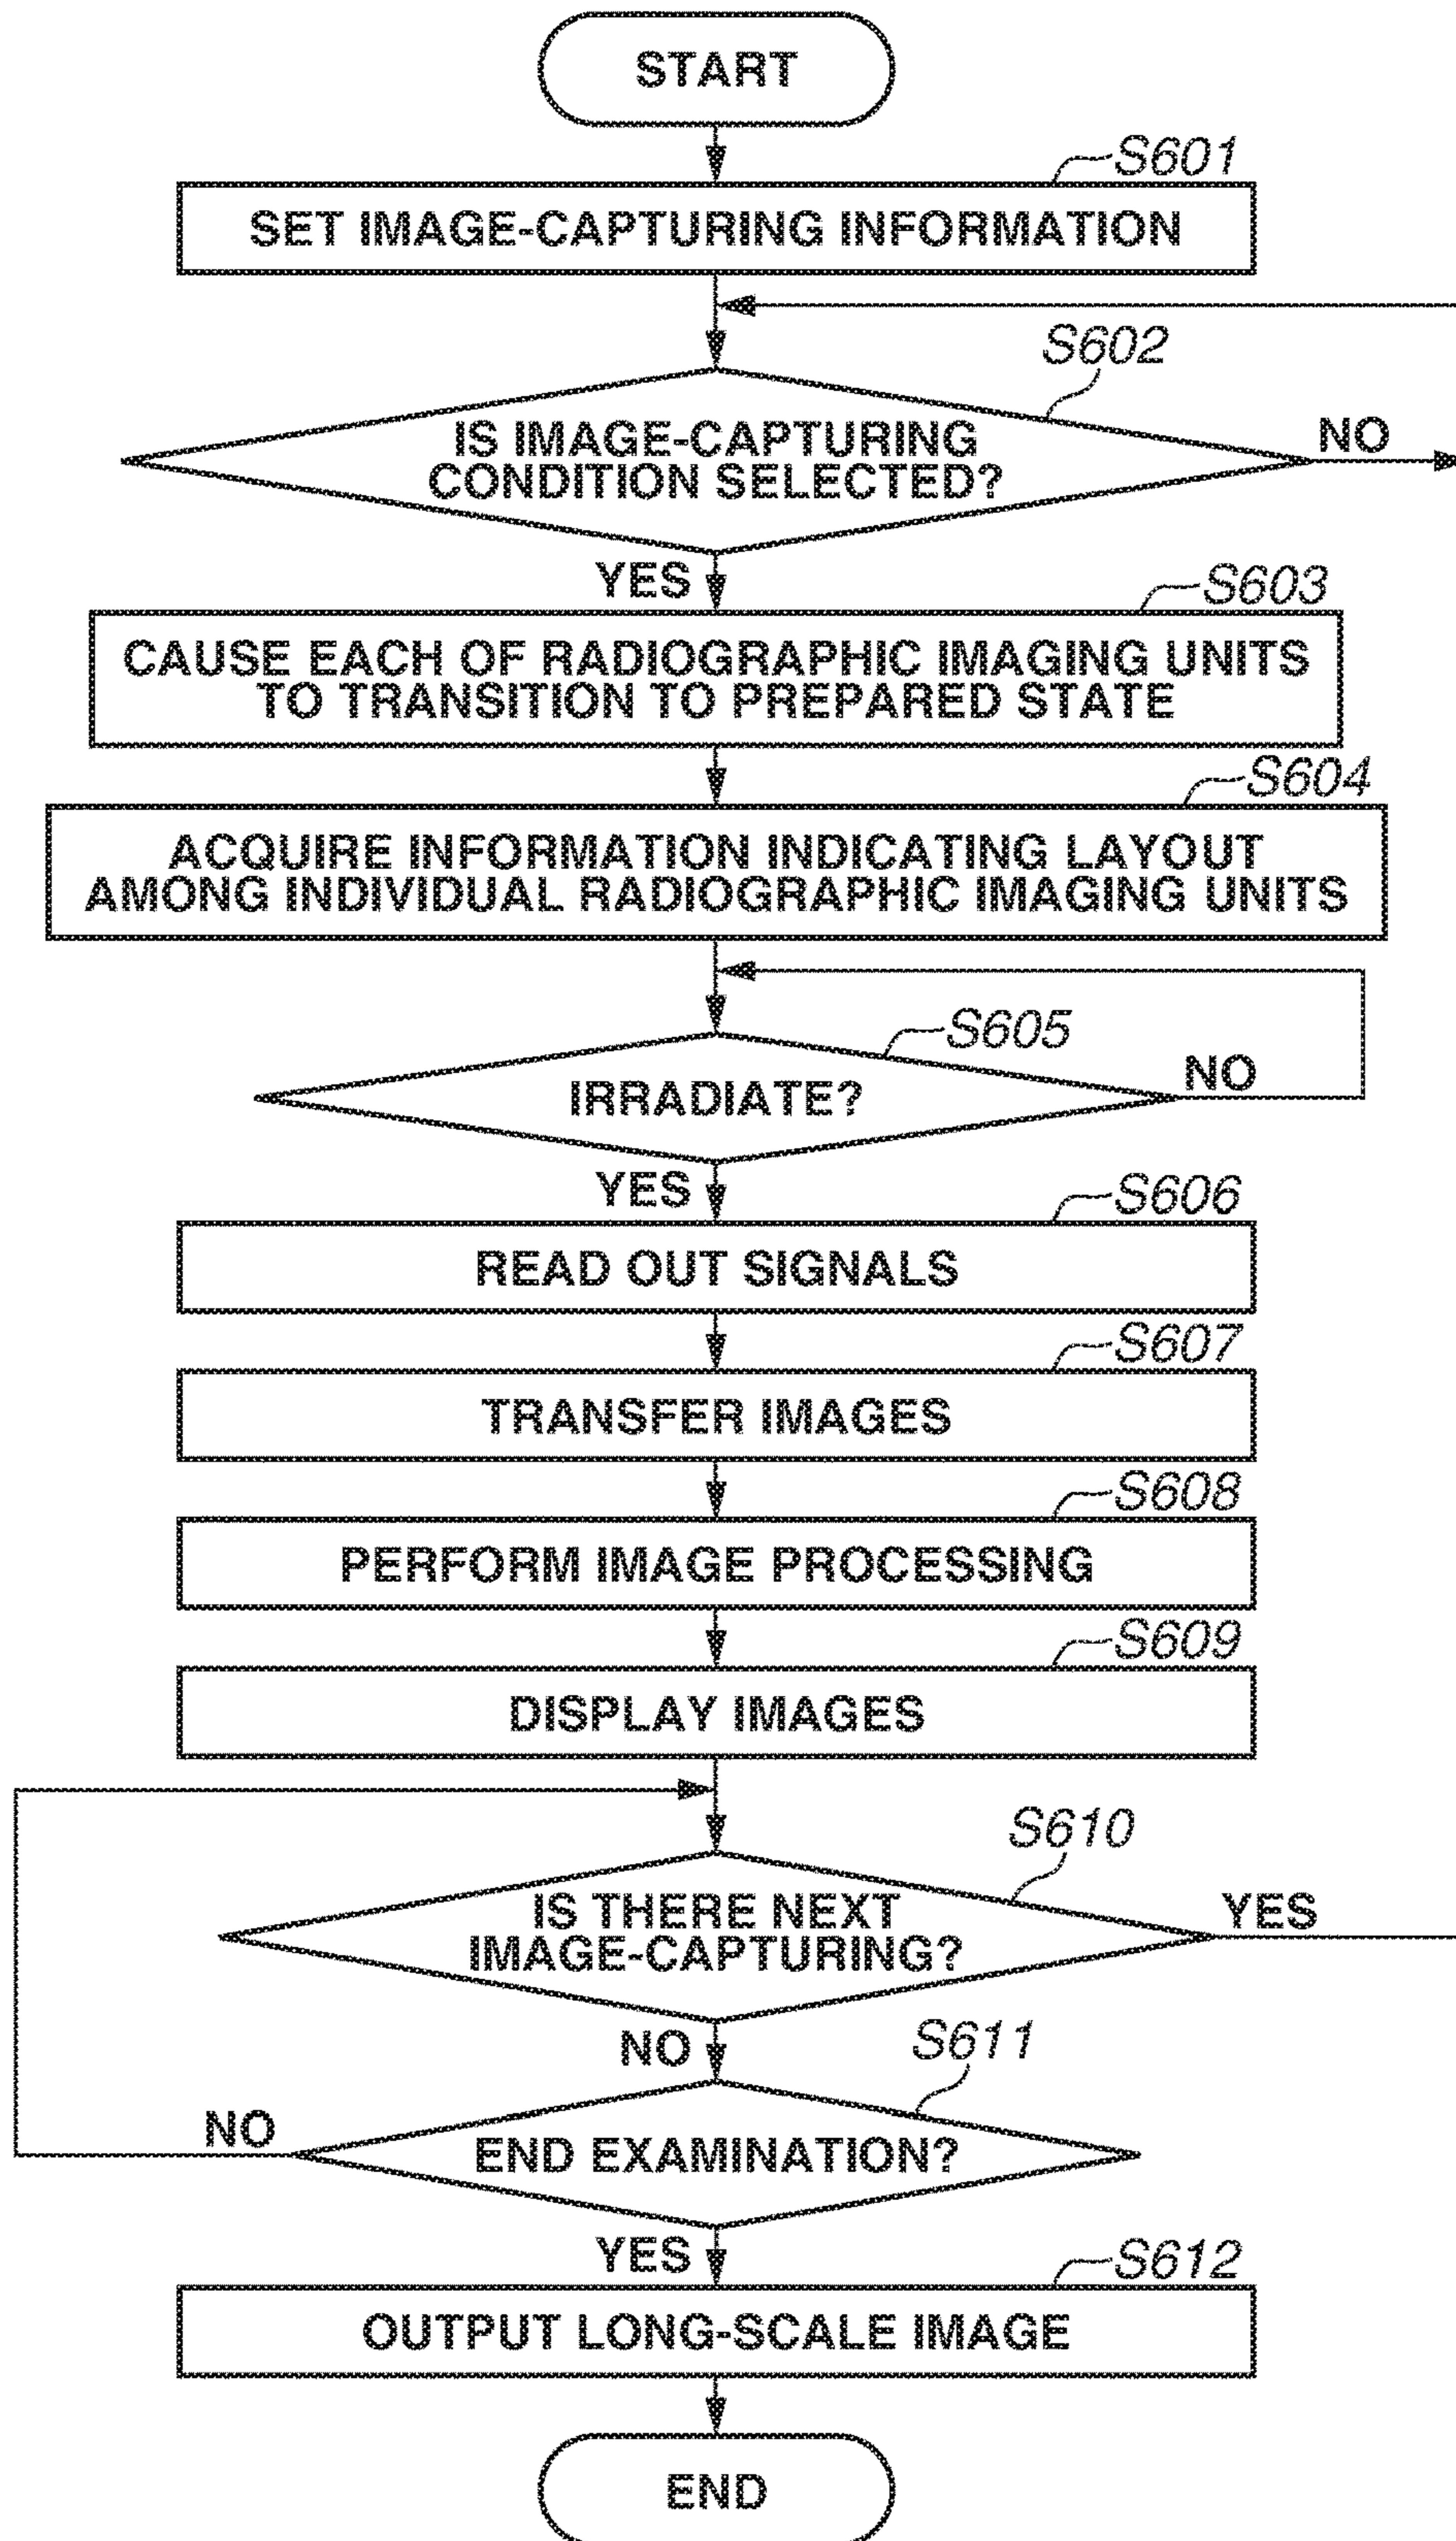 START
S601
SET IMAGE-CAPTURING INFORMATION
S602
IS IMAGE-CAPTURING
CONDITION SELECTED?
NO
YES
S603
CAUSE EACH OF RADIOGRAPHIC IMAGING UNITS
TO TRANSITION TO PREPARED STATE
S604
ACQUIRE INFORMATION INDICATING LAYOUT
AMONG INDIVIDUAL RADIOGRAPHIC IMAGING UNITS
S605
IRRADIATE?
NO
YES
S606
READ OUT SIGNALS
S607
TRANSFER IMAGES
S608
PERFORM IMAGE PROCESSING
S609
DISPLAY IMAGES
S610
IS THERE NEXT
IMAGE-CAPTURING?
YES
NO
S611
END EXAMINATION?
NO
YES
S612
OUTPUT LONG-SCALE IMAGE
END